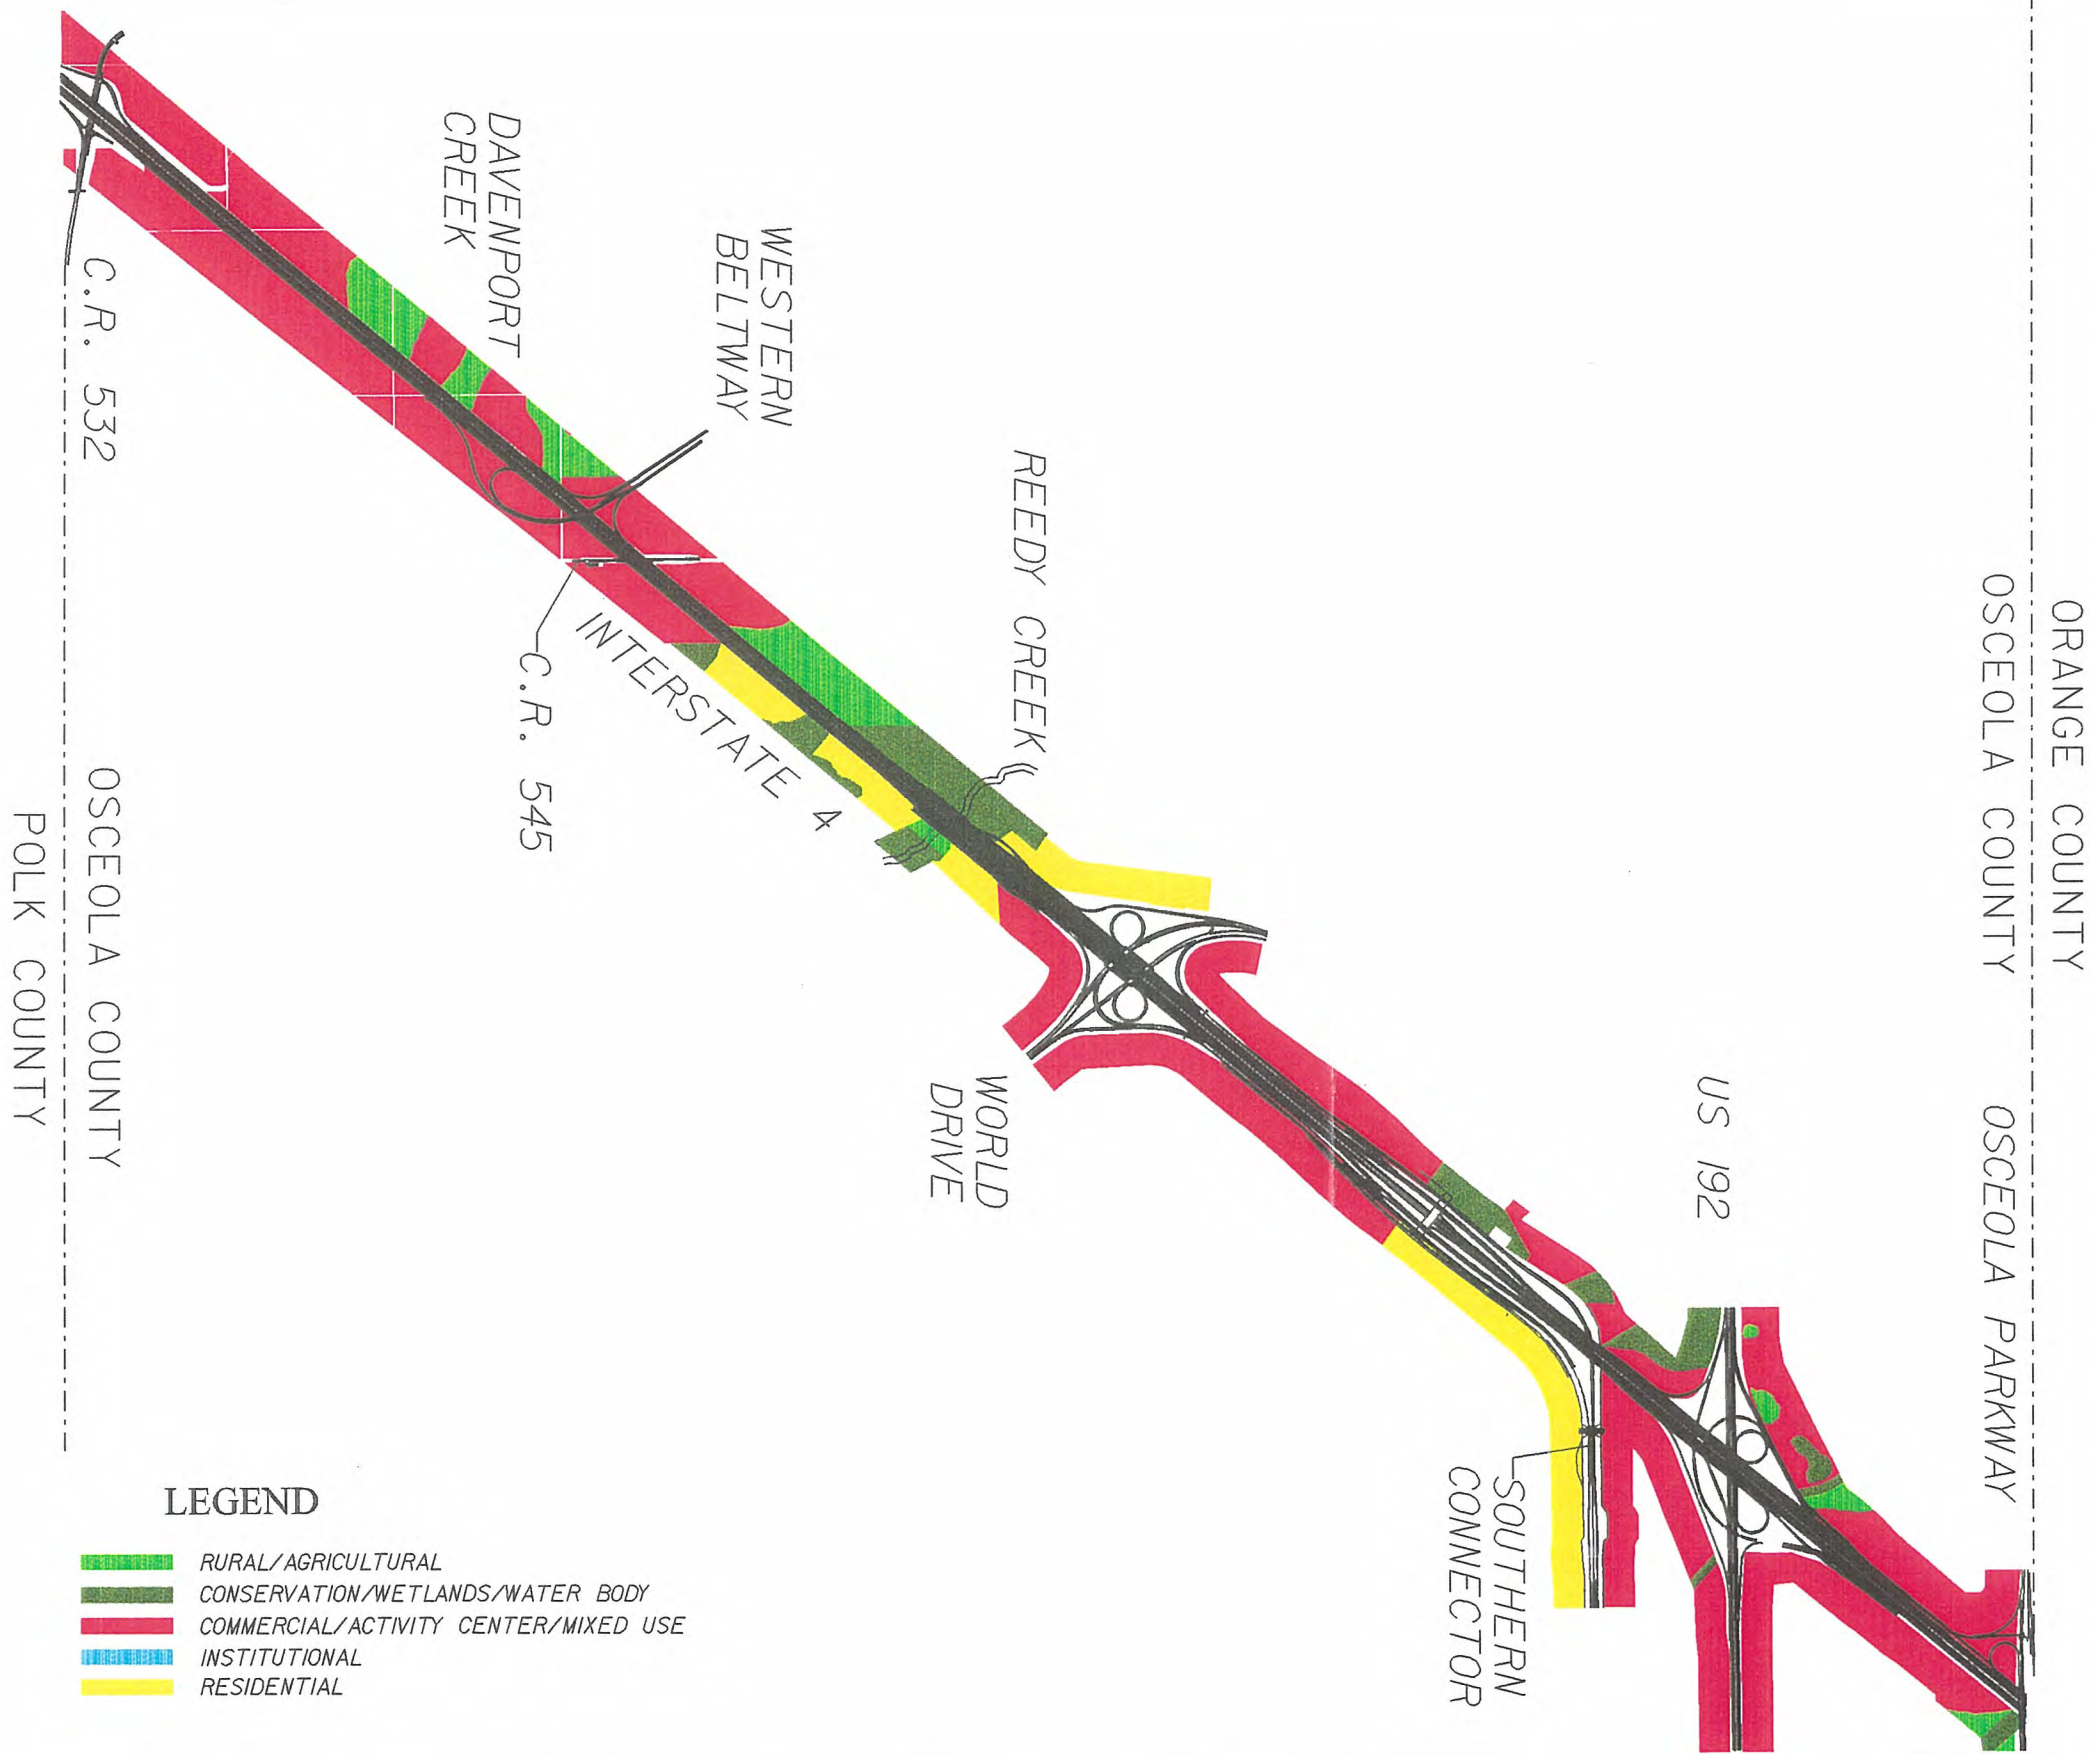 ORANGE COUNTY
OSCEOLA COUNTY
OSCEOLA PARKWAY
US 192
SOUTHERN
CONNECTOR
REEDY CREEK
WORLD
DRIVE
WESTERN
BELTWAY
INTERSTATE 4
C.R. 545
DAVENPORT
CREEK
C.R. 532
OSCEOLA COUNTY
POLK COUNTY
LEGEND
RURAL/AGRICULTURAL
CONSERVATION/WETLANDS/WATER BODY
COMMERCIAL/ACTIVITY CENTER/MIXED USE
INSTITUTIONAL
RESIDENTIAL